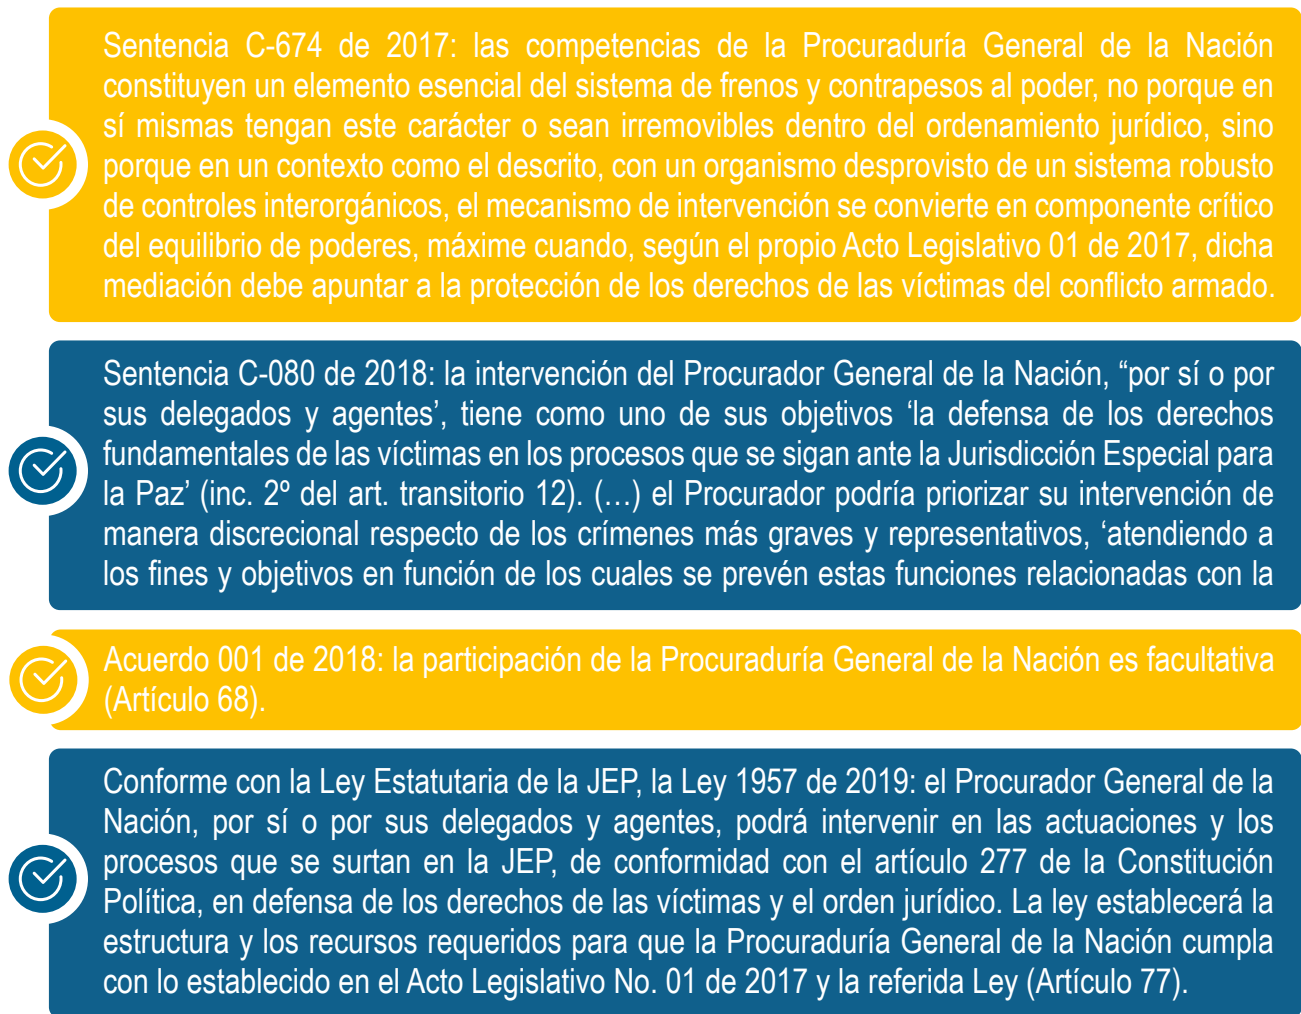 Sentencia C-674 de 2017: las competencias de la Procuraduría General de la Nación
constituyen un elemento esencial del sistema de frenos y contrapesos al poder, no porque en
sí mismas tengan este carácter o sean irremovibles dentro del ordenamiento jurídico, sino
porque en un contexto como el descrito, con un organismo desprovisto de un sistema robusto
de controles interorgánicos, el mecanismo de intervención se convierte en componente crítico
del equilibrio de poderes, máxime cuando, según el propio Acto Legislativo 01 de 2017, dicha
mediación debe apuntar a la protección de los derechos de las víctimas del conflicto armado.
Sentencia C-080 de 2018: la intervención del Procurador General de la Nación, “por sí o por
sus delegados y agentes’, tiene como uno de sus objetivos ‘la defensa de los derechos
fundamentales de las víctimas en los procesos que se sigan ante la Jurisdicción Especial para
la Paz’ (inc. 2º del art. transitorio 12). (…) el Procurador podría priorizar su intervención de
manera discrecional respecto de los crímenes más graves y representativos, ‘atendiendo a
los fines y objetivos en función de los cuales se prevén estas funciones relacionadas con la
Acuerdo 001 de 2018: la participación de la Procuraduría General de la Nación es facultativa
(Artículo 68).
Conforme con la Ley Estatutaria de la JEP, la Ley 1957 de 2019: el Procurador General de la
Nación, por sí o por sus delegados y agentes, podrá intervenir en las actuaciones y los
procesos que se surtan en la JEP, de conformidad con el artículo 277 de la Constitución
Política, en defensa de los derechos de las víctimas y el orden jurídico. La ley establecerá la
estructura y los recursos requeridos para que la Procuraduría General de la Nación cumpla
con lo establecido en el Acto Legislativo No. 01 de 2017 y la referida Ley (Artículo 77).